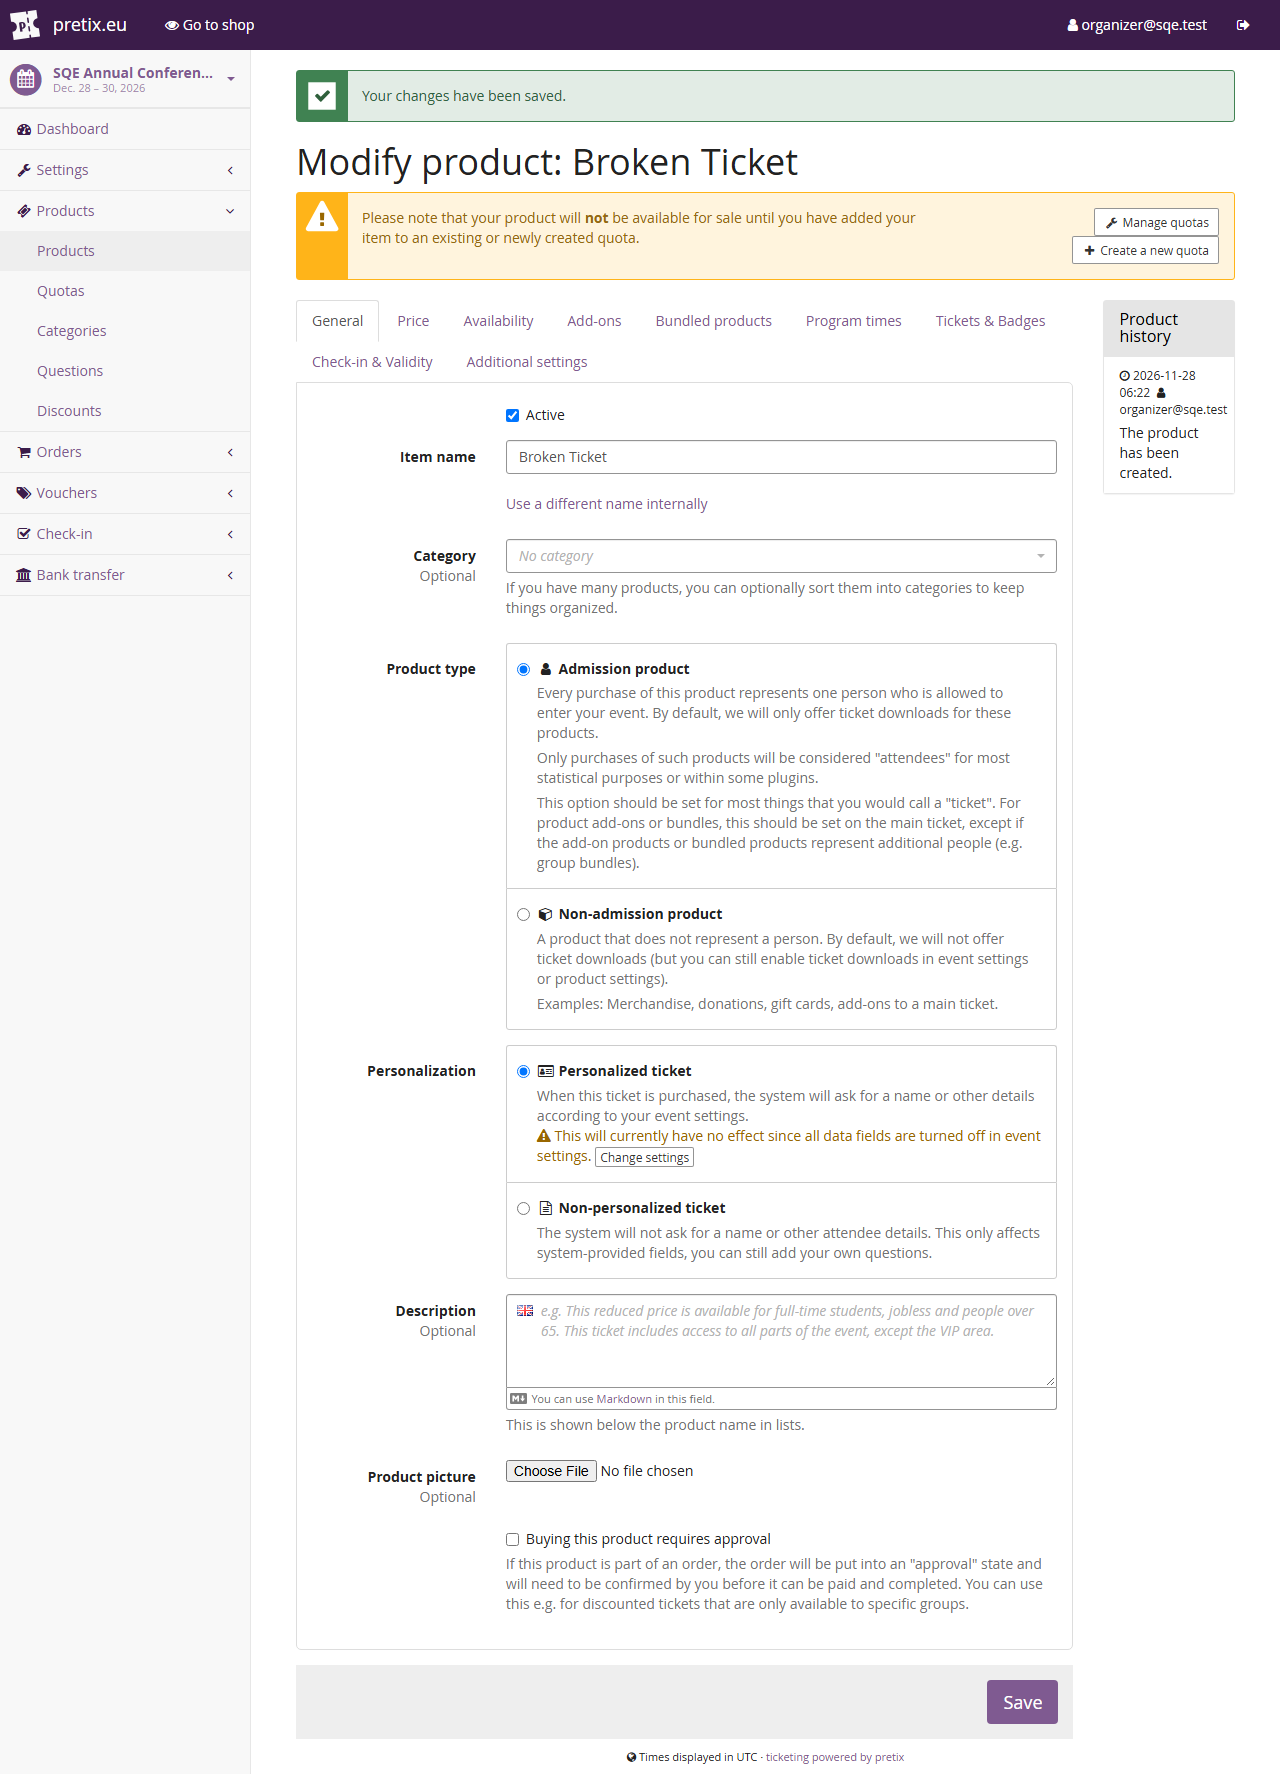 pretix.eu
Go to shop
organizer@sqe.test
SQE Annual Conferen...
Dec. 28 – 30, 2026
Dashboard
Settings
Products
Products
Quotas
Categories
Questions
Discounts
Orders
Vouchers
Check-in
Bank transfer
Your changes have been saved.
Modify product: Broken Ticket
Please note that your product will not be available for sale until you have added your
item to an existing or newly created quota.
Manage quotas
Create a new quota
General
Price
Availability
Add-ons
Bundled products
Program times
Tickets & Badges
Check-in & Validity
Additional settings
Active
Item name
Broken Ticket
Use a different name internally
Category
Optional
No category
If you have many products, you can optionally sort them into categories to keep
things organized.
Product type
Admission product
Every purchase of this product represents one person who is allowed to
enter your event. By default, we will only offer ticket downloads for these
products.
Only purchases of such products will be considered "attendees" for most
statistical purposes or within some plugins.
This option should be set for most things that you would call a "ticket". For
product add-ons or bundles, this should be set on the main ticket, except if
the add-on products or bundled products represent additional people (e.g.
group bundles).
Non-admission product
A product that does not represent a person. By default, we will not offer
ticket downloads (but you can still enable ticket downloads in event settings
or product settings).
Examples: Merchandise, donations, gift cards, add-ons to a main ticket.
Personalization
Personalized ticket
When this ticket is purchased, the system will ask for a name or other details
according to your event settings.
This will currently have no effect since all data fields are turned off in event
settings. Change settings
Non-personalized ticket
The system will not ask for a name or other attendee details. This only affects
system-provided fields, you can still add your own questions.
Description
Optional
e.g. This reduced price is available for full-time students, jobless and people over
65. This ticket includes access to all parts of the event, except the VIP area.
You can use Markdown in this field.
This is shown below the product name in lists.
Product picture
Optional
Choose File No file chosen
Buying this product requires approval
If this product is part of an order, the order will be put into an "approval" state and
will need to be confirmed by you before it can be paid and completed. You can use
this e.g. for discounted tickets that are only available to specific groups.
Save
Product
history
2026-11-28
06:22
organizer@sqe.test
The product
has been
created.
Times displayed in UTC · ticketing powered by pretix